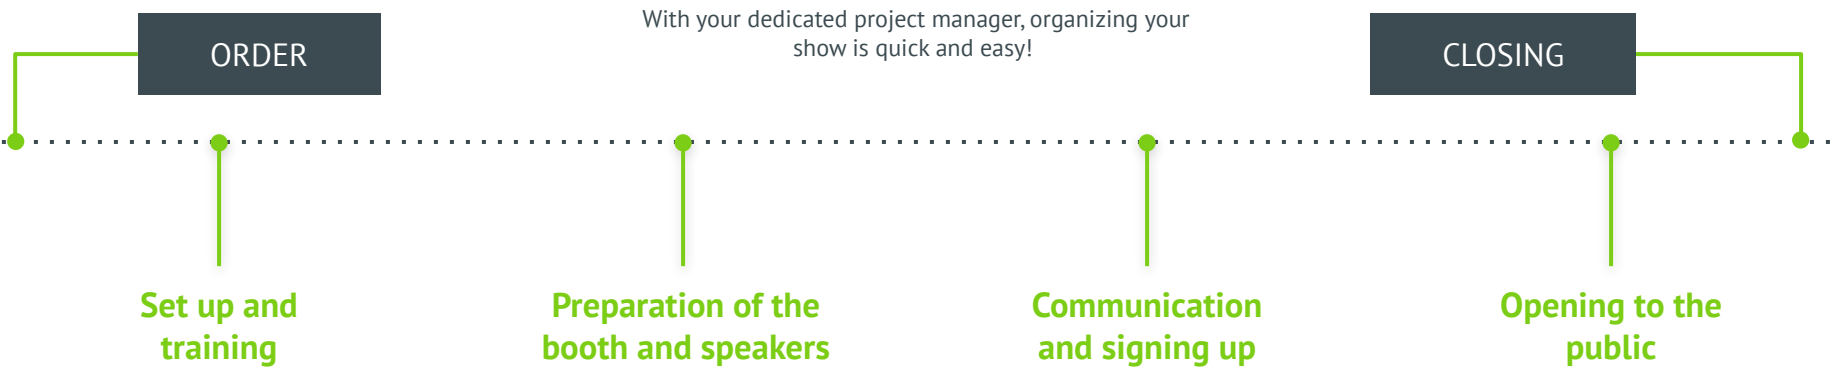 With your dedicated project manager, organizing your
show is quick and easy!
ORDER
CLOSING
Set up and
training
Preparation of the
booth and speakers
Communication
and signing up
Opening to the
public